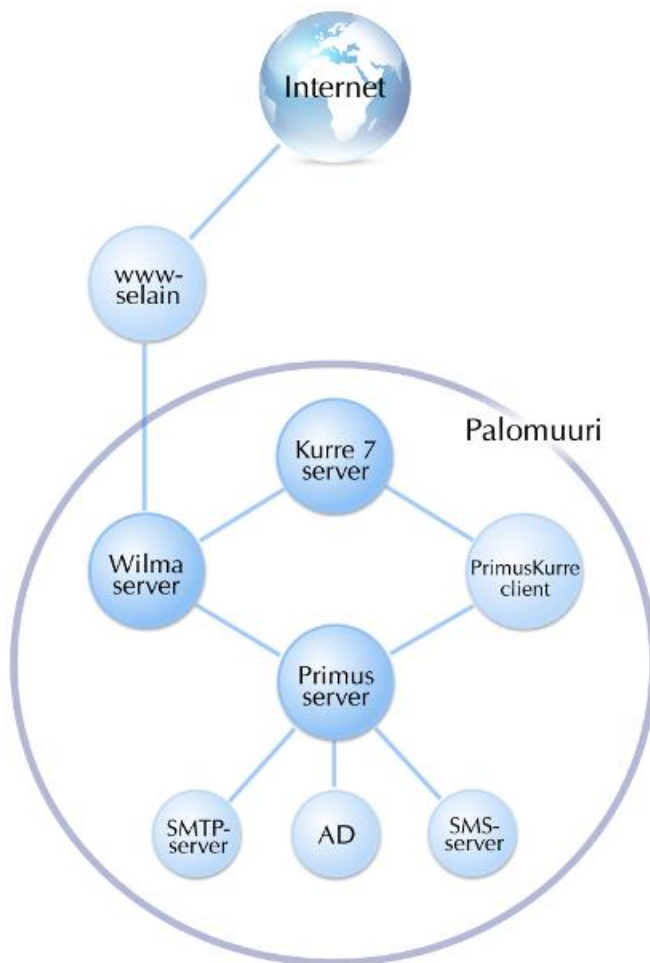 Internet
www-
selain
Palomuuri
Kurre 7
server
Wilma
server
PrimusKurre
client
Primus
server
SMTP-
server
AD
SMS-
server